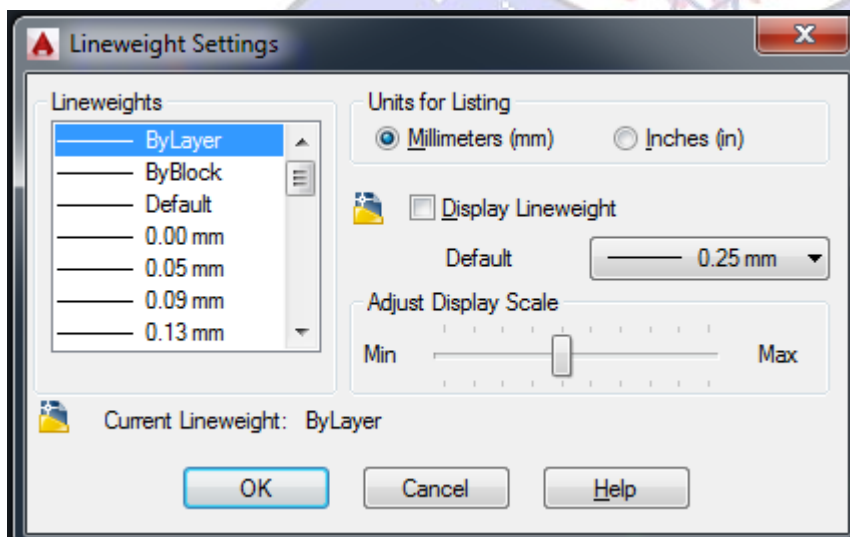 Lineweight Settings
Lineweights
ByLayer
ByBlock
Default
0.00 mm
0.05 mm
0.09 mm
0.13 mm
Units for Listing
Millimeters (mm) Inches (in)
Display Lineweight
Default 0.25 mm
Adjust Display Scale
Min Max
Current Lineweight: ByLayer
OK Cancel Help